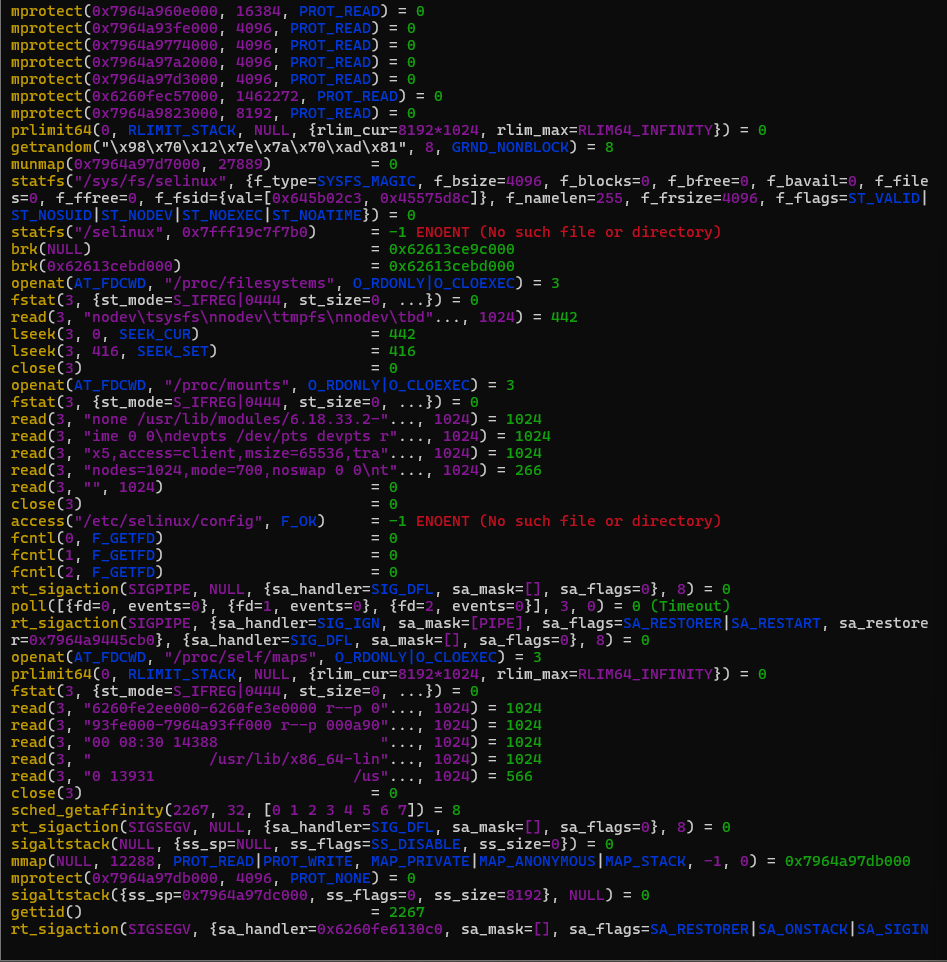 mprotect(0x7964a960e000, 16384, PROT_READ) = 0
mprotect(0x7964a93fe000, 4096, PROT_READ) = 0
mprotect(0x7964a9774000, 4096, PROT_READ) = 0
mprotect(0x7964a97a2000, 4096, PROT_READ) = 0
mprotect(0x7964a97d3000, 4096, PROT_READ) = 0
mprotect(0x6260fec57000, 1462272, PROT_READ) = 0
mprotect(0x7964a9823000, 8192, PROT_READ) = 0
prlimit64(0, RLIMIT_STACK, NULL, {rlim_cur=8192*1024, rlim_max=RLIM64_INFINITY}) = 0
getrandom("\x98\x70\x12\x7e\x7a\x70\xad\x81", 8, GRND_NONBLOCK) = 8
munmap(0x7964a97d7000, 27889)           = 0
statfs("/sys/fs/selinux", {f_type=SYSFS_MAGIC, f_bsize=4096, f_blocks=0, f_bfree=0, f_bavail=0, f_file
s=0, f_ffree=0, f_fsid={val=[0x645b02c3, 0x45575d8c]}, f_namelen=255, f_frsize=4096, f_flags=ST_VALID|
ST_NOSUID|ST_NODEV|ST_NOEXEC|ST_NOATIME}) = 0
statfs("/selinux", 0x7fff19c7f7b0)      = -1 ENOENT (No such file or directory)
brk(NULL)                               = 0x62613ce9c000
brk(0x62613cebd000)                     = 0x62613cebd000
openat(AT_FDCWD, "/proc/filesystems", O_RDONLY|O_CLOEXEC) = 3
fstat(3, {st_mode=S_IFREG|0444, st_size=0, ...}) = 0
read(3, "nodev\tsysfs\nnodev\ttmpfs\nnodev\tbd"..., 1024) = 442
lseek(3, 0, SEEK_CUR)                   = 442
lseek(3, 416, SEEK_SET)                 = 416
close(3)                                = 0
openat(AT_FDCWD, "/proc/mounts", O_RDONLY|O_CLOEXEC) = 3
fstat(3, {st_mode=S_IFREG|0444, st_size=0, ...}) = 0
read(3, "none /usr/lib/modules/6.18.33.2-"..., 1024) = 1024
read(3, "ime 0 0\ndevpts /dev/pts devpts r"..., 1024) = 1024
read(3, "x5,access=client,msize=65536,tra"..., 1024) = 1024
read(3, "nodes=1024,mode=700,noswap 0 0\nt"..., 1024) = 266
read(3, "", 1024)                       = 0
close(3)                                = 0
access("/etc/selinux/config", F_OK)     = -1 ENOENT (No such file or directory)
fcntl(0, F_GETFD)                       = 0
fcntl(1, F_GETFD)                       = 0
fcntl(2, F_GETFD)                       = 0
rt_sigaction(SIGPIPE, NULL, {sa_handler=SIG_DFL, sa_mask=[], sa_flags=0}, 8) = 0
poll([{fd=0, events=0}, {fd=1, events=0}, {fd=2, events=0}], 3, 0) = 0 (Timeout)
rt_sigaction(SIGPIPE, {sa_handler=SIG_IGN, sa_mask=[PIPE], sa_flags=SA_RESTORER|SA_RESTART, sa_restore
r=0x7964a9445cb0}, {sa_handler=SIG_DFL, sa_mask=[], sa_flags=0}, 8) = 0
openat(AT_FDCWD, "/proc/self/maps", O_RDONLY|O_CLOEXEC) = 3
prlimit64(0, RLIMIT_STACK, NULL, {rlim_cur=8192*1024, rlim_max=RLIM64_INFINITY}) = 0
fstat(3, {st_mode=S_IFREG|0444, st_size=0, ...}) = 0
read(3, "6260fe2ee000-6260fe3e0000 r--p 0"..., 1024) = 1024
read(3, "93fe000-7964a93ff000 r--p 000a90"..., 1024) = 1024
read(3, "00 08:30 14388                  "..., 1024) = 1024
read(3, "             /usr/lib/x86_64-lin"..., 1024) = 1024
read(3, "0 13931                      /us"..., 1024) = 566
close(3)                                = 0
sched_getaffinity(2267, 32, [0 1 2 3 4 5 6 7]) = 8
rt_sigaction(SIGSEGV, NULL, {sa_handler=SIG_DFL, sa_mask=[], sa_flags=0}, 8) = 0
sigaltstack(NULL, {ss_sp=NULL, ss_flags=SS_DISABLE, ss_size=0}) = 0
mmap(NULL, 12288, PROT_READ|PROT_WRITE, MAP_PRIVATE|MAP_ANONYMOUS|MAP_STACK, -1, 0) = 0x7964a97db000
mprotect(0x7964a97db000, 4096, PROT_NONE) = 0
sigaltstack({ss_sp=0x7964a97dc000, ss_flags=0, ss_size=8192}, NULL) = 0
gettid()                                = 2267
rt_sigaction(SIGSEGV, {sa_handler=0x6260fe6130c0, sa_mask=[], sa_flags=SA_RESTORER|SA_ONSTACK|SA_SIGIN